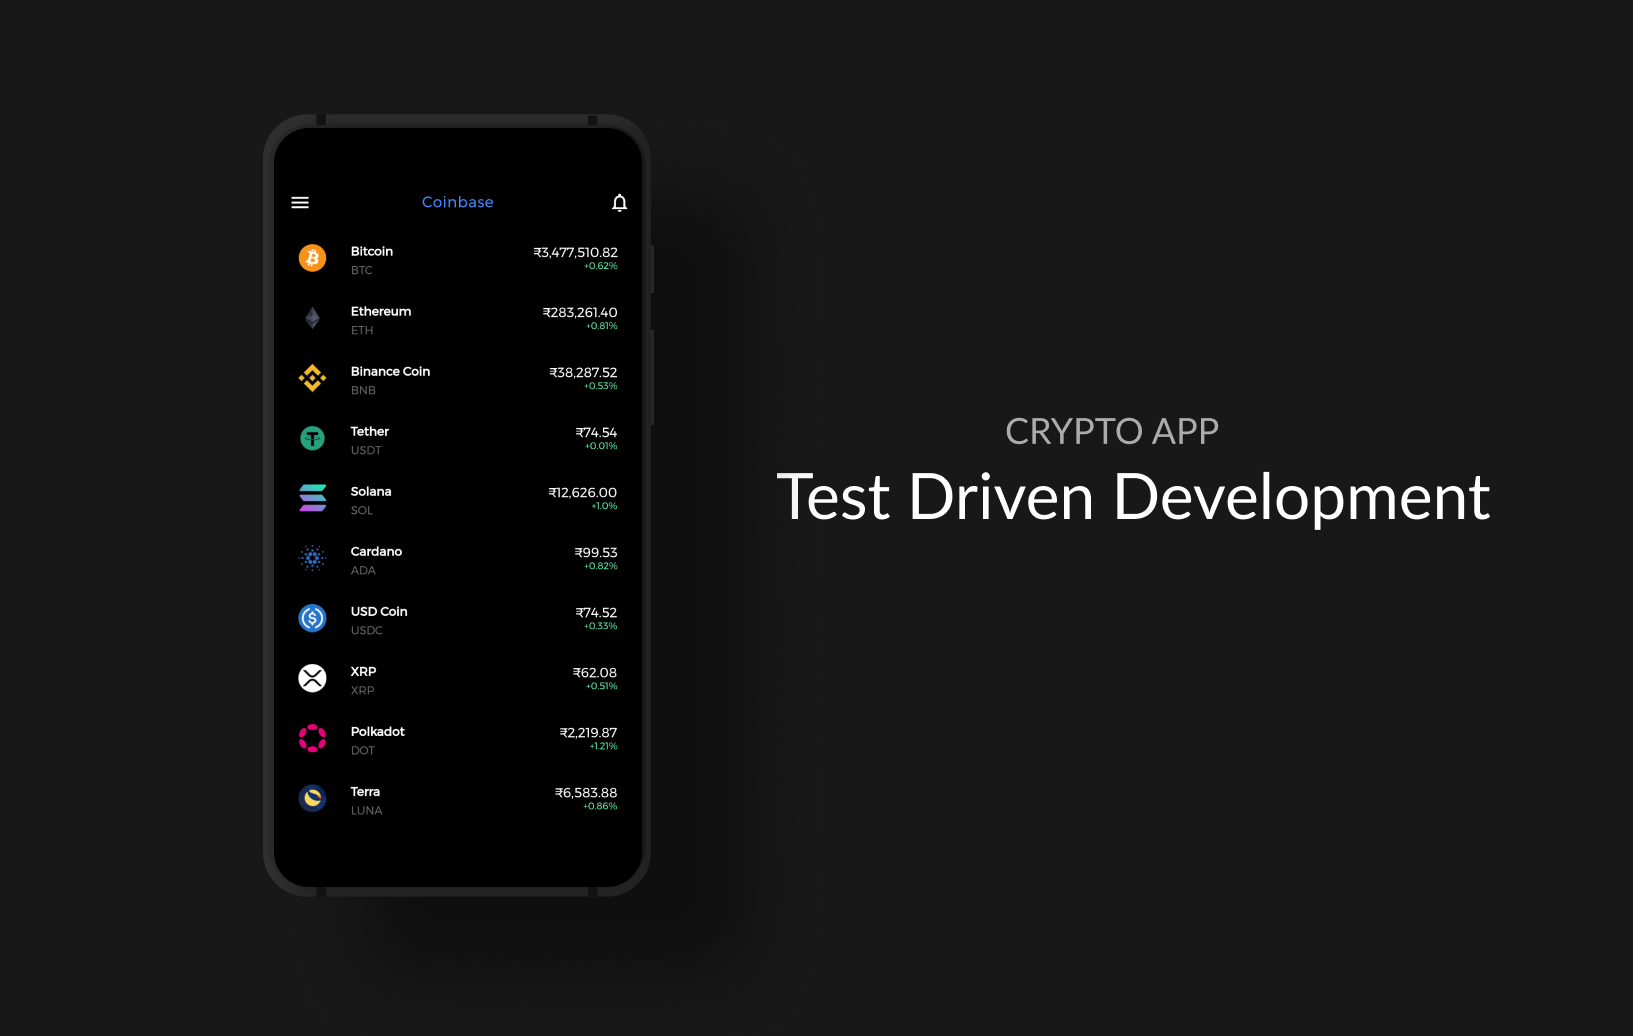 Coinbase
Bitcoin ₹3,477,510.82
BTC +0.62%
Ethereum ₹283,261.40
ETH +0.81%
Binance Coin ₹38,287.52
BNB +0.53%
Tether ₹74.54
USDT +0.01%
Solana ₹12,626.00
SOL +1.0%
Cardano ₹99.53
ADA +0.82%
USD Coin ₹74.52
USDC +0.33%
XRP ₹62.08
XRP +0.51%
Polkadot ₹2,219.87
DOT +1.21%
Terra ₹6,583.88
LUNA +0.86%
CRYPTO APP
Test Driven Development